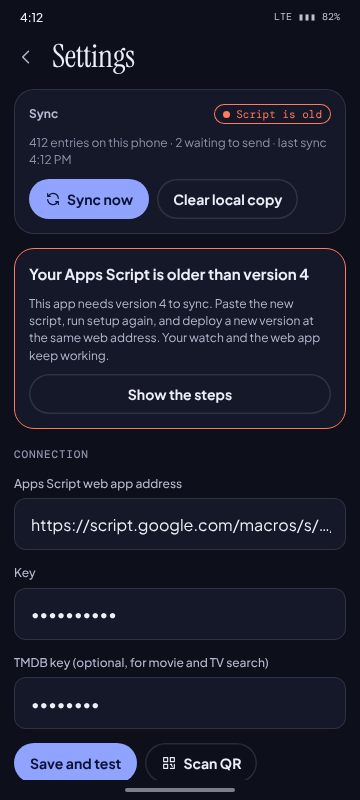 4:12
LTE 82%
Settings
Sync
Script is old
412 entries on this phone · 2 waiting to send · last sync
4:12 PM
Sync now
Clear local copy
Your Apps Script is older than version 4
This app needs version 4 to sync. Paste the new
script, run setup again, and deploy a new version at
the same web address. Your watch and the web app
keep working.
Show the steps
CONNECTION
Apps Script web app address
https://script.google.com/macros/s/…
Key
••••••••••
TMDB key (optional, for movie and TV search)
••••••••
Save and test
Scan QR